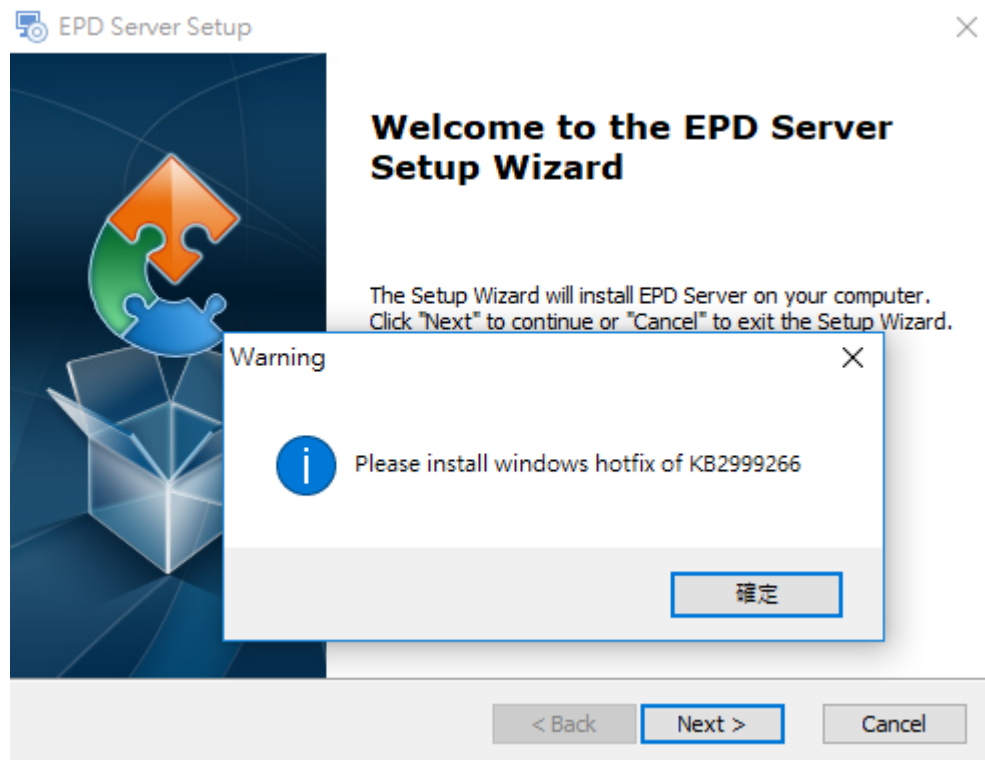 EPD Server Setup
Welcome to the EPD Server
Setup Wizard
The Setup Wizard will install EPD Server on your computer.
Click "Next" to continue or "Cancel" to exit the Setup Wizard.
Warning
Please install windows hotfix of KB2999266
確定
< Back
Next >
Cancel